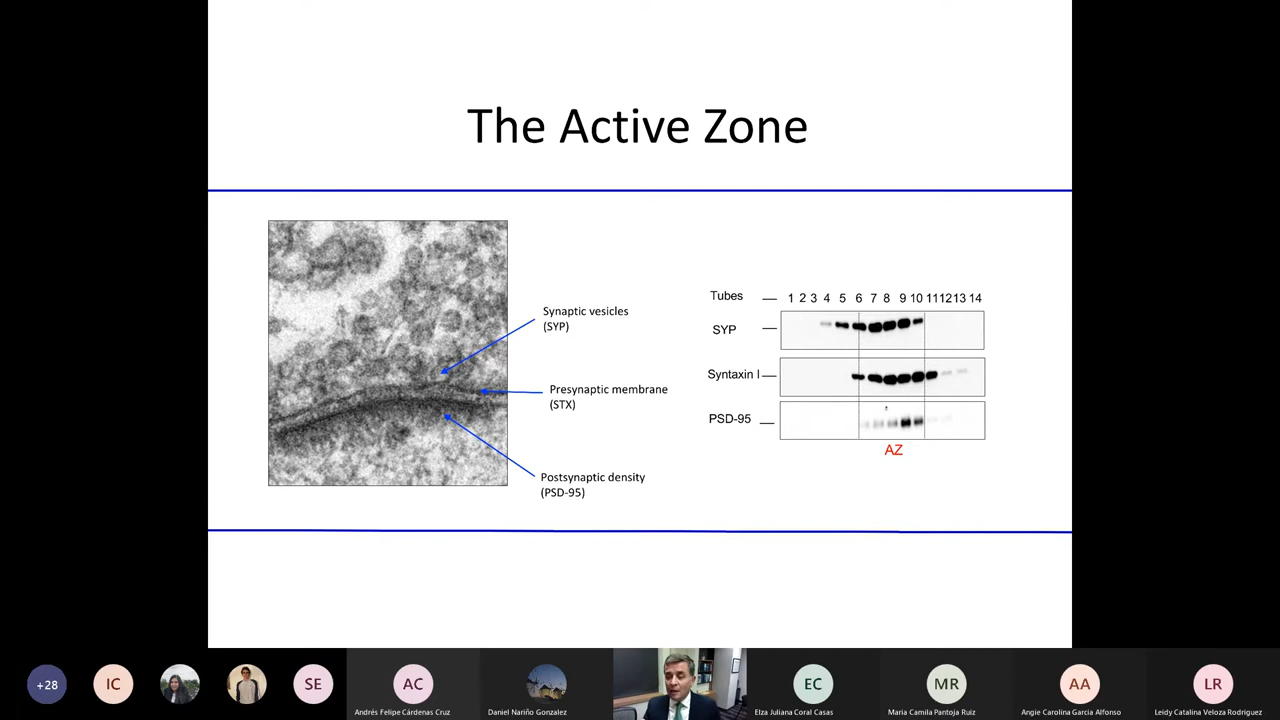 The Active Zone
Synaptic vesicles
(SYP)
Presynaptic membrane
(STX)
Postsynaptic density
(PSD-95)
Tubes — 1 2 3 4 5 6 7 8 9 10 11 12 13 14
SYP
Syntaxin I
PSD-95
AZ
+28
IC
SE
AC
Andrés Felipe Cárdenas Cruz
Daniel Nariño Gonzalez
EC
Elza Juliana Coral Casas
MR
Maria Camila Pantoja Ruiz
AA
Angie Carolina Garcia Alfonso
LR
Leidy Catalina Veloza Rodriguez